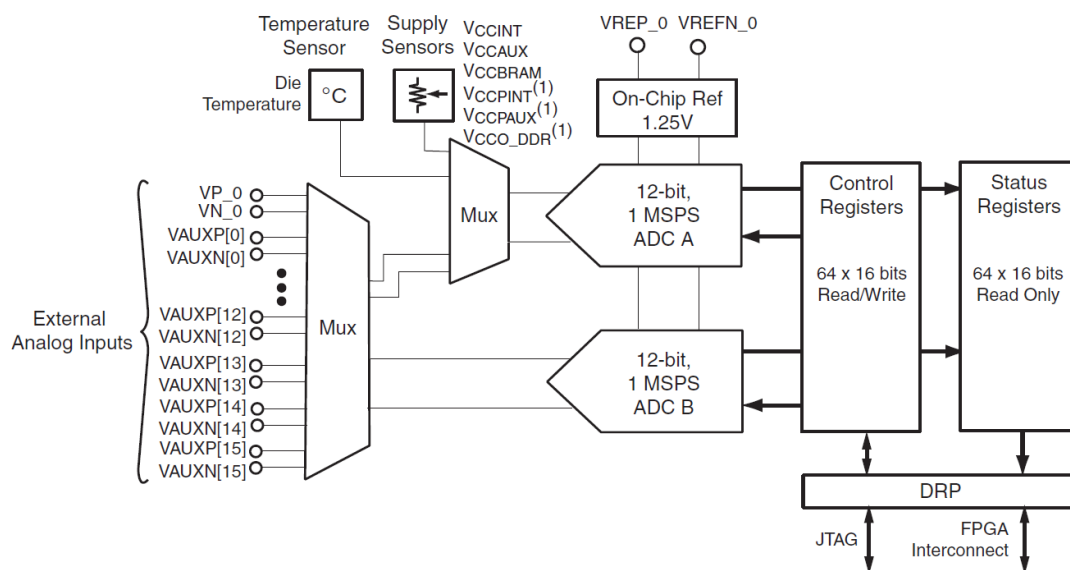 Temperature
Sensor
Supply
Sensors
VCCINT
VCCAUX
VCCBRAM
VCCPINT(1)
VCCPAUX(1)
VCCO_DDR(1)
VREP_0
VREFN_0
Die
Temperature
°C
On-Chip Ref
1.25V
VP_0
VN_0
VAUXP[0]
VAUXN[0]
VAUXP[12]
VAUXN[12]
VAUXP[13]
VAUXN[13]
VAUXP[14]
VAUXN[14]
VAUXP[15]
VAUXN[15]
External
Analog Inputs
Mux
Mux
12-bit,
1 MSPS
ADC A
12-bit,
1 MSPS
ADC B
Control
Registers
64 x 16 bits
Read/Write
Status
Registers
64 x 16 bits
Read Only
DRP
JTAG
FPGA
Interconnect